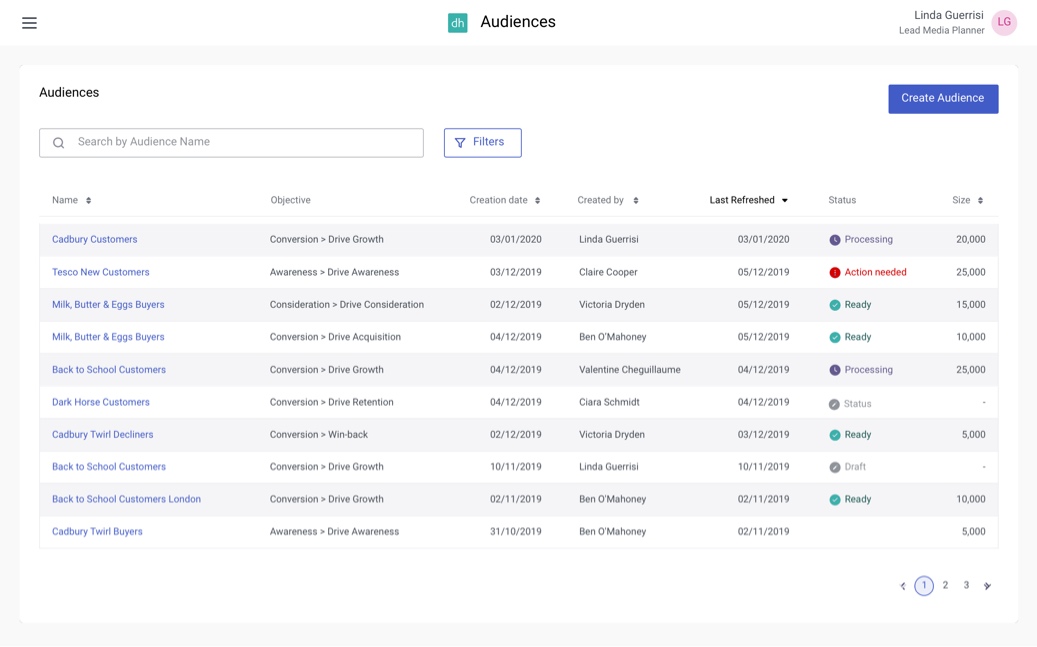 dh Audiences
Linda Guerrisi
Lead Media Planner
LG
Audiences
Create Audience
Search by Audience Name
Filters
Name Objective Creation date Created by Last Refreshed Status Size
Cadbury Customers Conversion > Drive Growth 03/01/2020 Linda Guerrisi 03/01/2020 Processing 20,000
Tesco New Customers Awareness > Drive Awareness 03/12/2019 Claire Cooper 05/12/2019 Action needed 25,000
Milk, Butter & Eggs Buyers Consideration > Drive Consideration 02/12/2019 Victoria Dryden 05/12/2019 Ready 15,000
Milk, Butter & Eggs Buyers Conversion > Drive Acquisition 04/12/2019 Ben O'Mahoney 05/12/2019 Ready 10,000
Back to School Customers Conversion > Drive Growth 04/12/2019 Valentine Cheguillaume 04/12/2019 Processing 25,000
Dark Horse Customers Conversion > Drive Retention 04/12/2019 Ciara Schmidt 04/12/2019 Status -
Cadbury Twirl Decliners Conversion > Win-back 02/12/2019 Victoria Dryden 03/12/2019 Ready 5,000
Back to School Customers Conversion > Drive Growth 10/11/2019 Linda Guerrisi 10/11/2019 Draft -
Back to School Customers London Conversion > Drive Growth 02/11/2019 Ben O'Mahoney 02/11/2019 Ready 10,000
Cadbury Twirl Buyers Awareness > Drive Awareness 31/10/2019 Ben O'Mahoney 02/11/2019 5,000
1 2 3